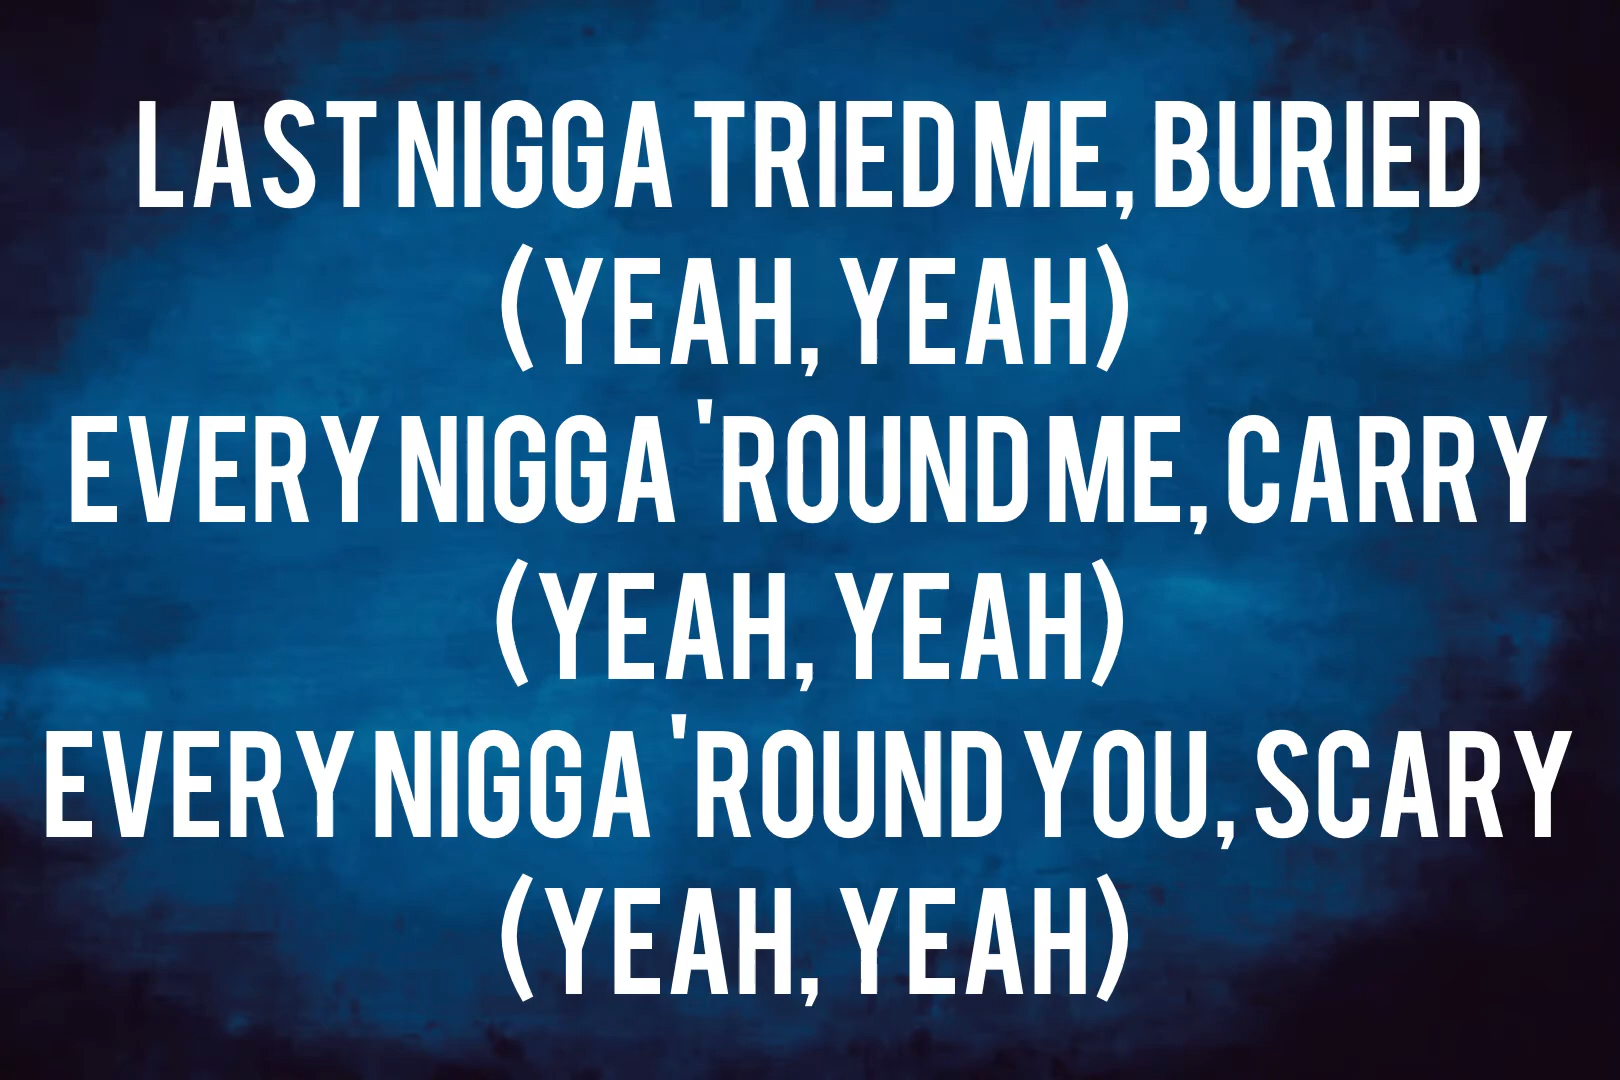 LAST NIGGA TRIED ME, BURIED
(YEAH, YEAH)
EVERY NIGGA 'ROUND ME, CARRY
(YEAH, YEAH)
EVERY NIGGA 'ROUND YOU, SCARY
(YEAH, YEAH)